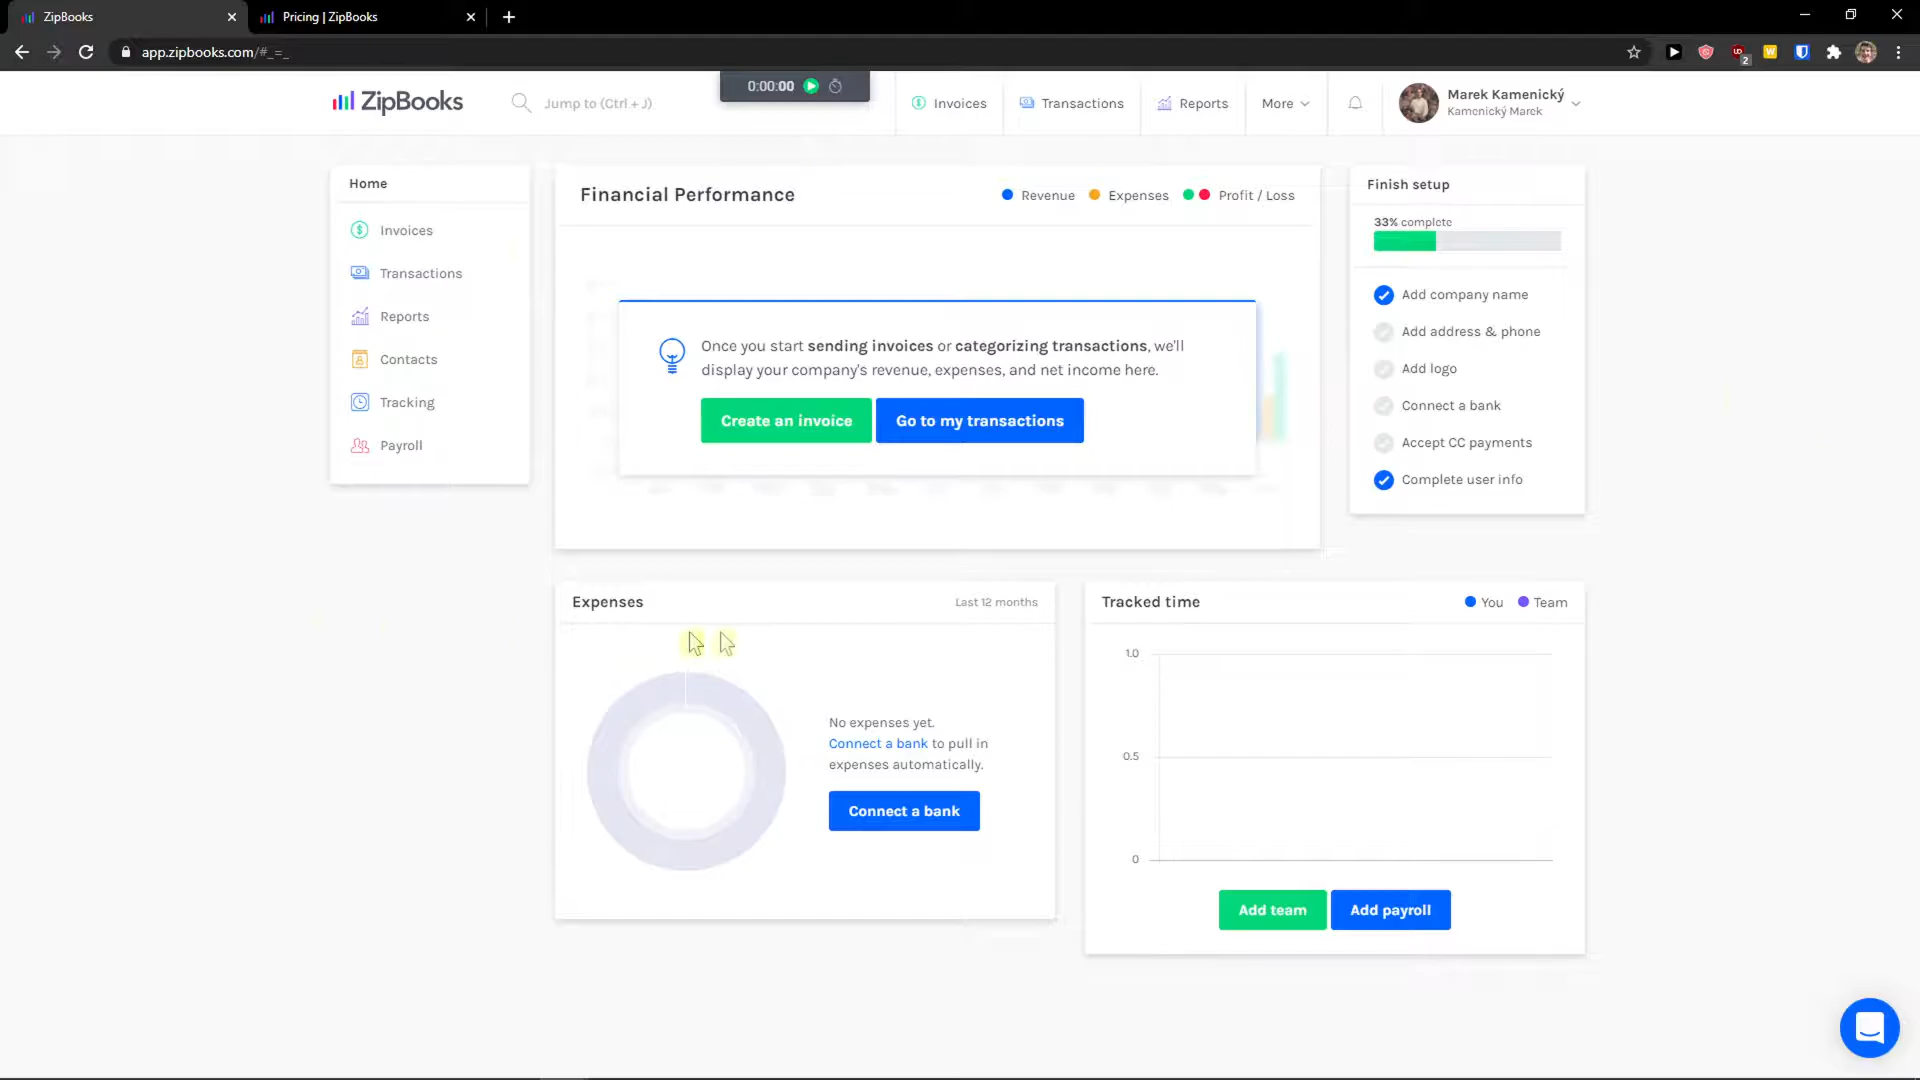 ZipBooks
Pricing | ZipBooks
app.zipbooks.com/#_=_
2
ZipBooks
Jump to (Ctrl + J)
0:00:00
Invoices
Transactions
Reports
More
Marek Kamenický
Kamenický Marek
Home
Invoices
Transactions
Reports
Contacts
Tracking
Payroll
Financial Performance
Revenue
Expenses
Profit / Loss
Once you start sending invoices or categorizing transactions, we'll
display your company's revenue, expenses, and net income here.
Create an invoice
Go to my transactions
Finish setup
33% complete
Add company name
Add address & phone
Add logo
Connect a bank
Accept CC payments
Complete user info
Expenses
Last 12 months
No expenses yet.
Connect a bank to pull in
expenses automatically.
Connect a bank
Tracked time
You
Team
1.0
0.5
0
Add team
Add payroll